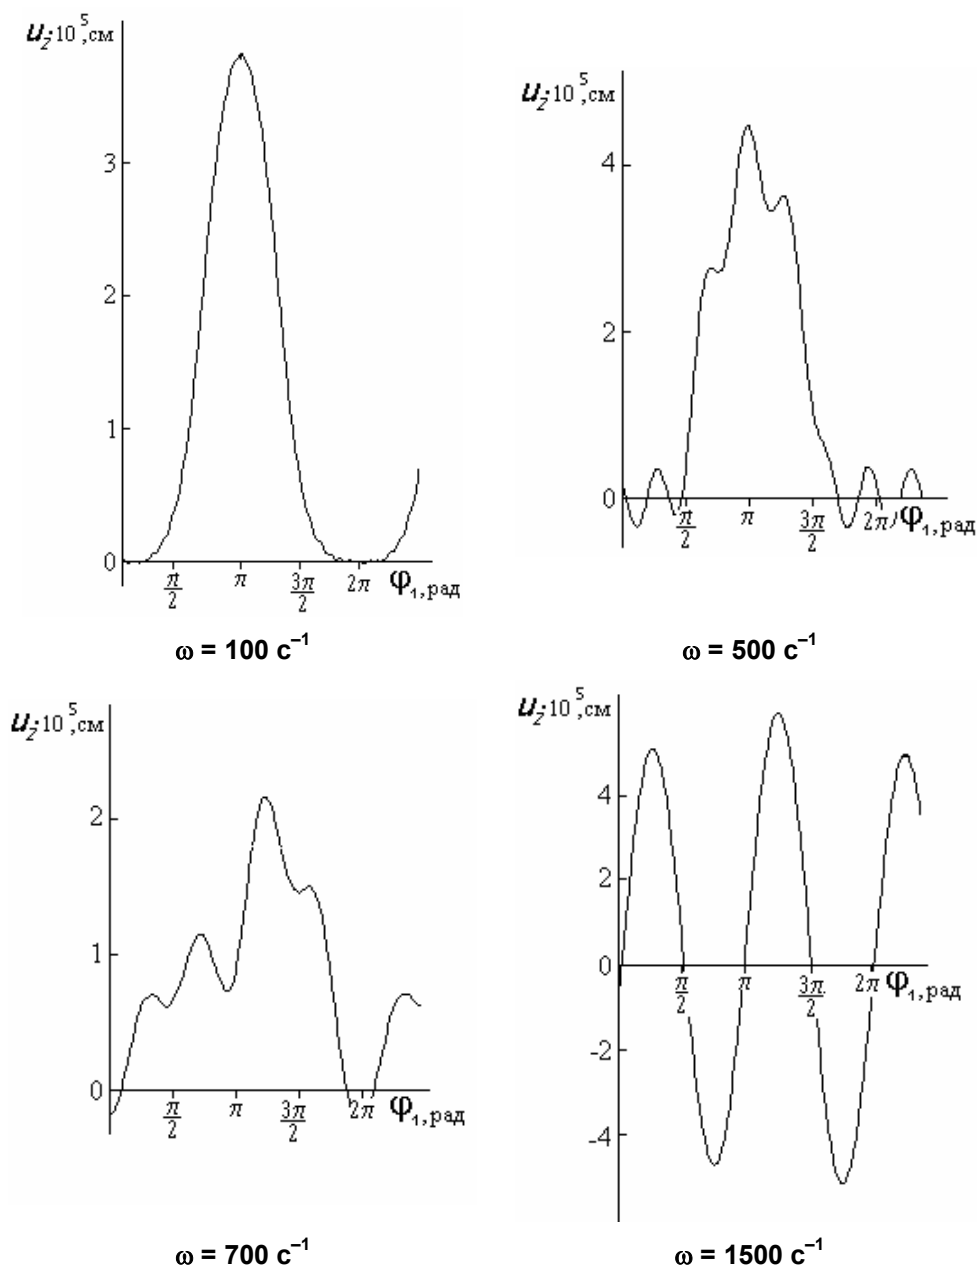 u_z·10^5, см
3
2
1
0
π/2 π 3π/2 2π φ₁, рад
ω = 100 с⁻¹
u_z·10^5, см
4
2
0
π/2 π 3π/2 2π φ₁, рад
ω = 500 с⁻¹
u_z·10^5, см
2
1
0
π/2 π 3π/2 2π φ₁, рад
ω = 700 с⁻¹
u_z·10^5, см
4
2
0
π/2 π 3π/2 2π φ₁, рад
-2
-4
ω = 1500 с⁻¹